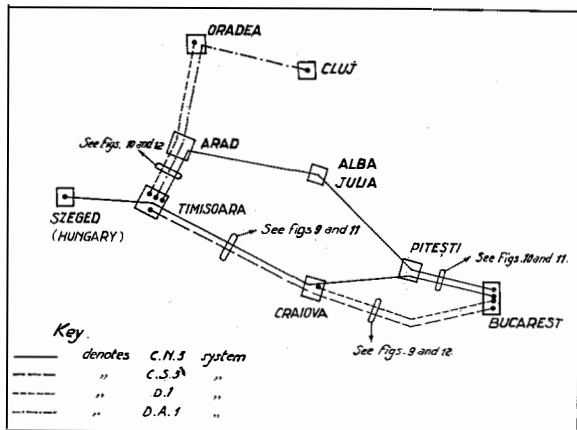 ORADEA
CLUJ
See Figs. 10 and 12
ARAD
ALBA
JULIA
SZEGED
(HUNGARY)
TIMISOARA
See Figs 9 and 11
PITEȘTI
See Figs. 10 and 11.
CRAIOVA
BUCAREST
See Figs. 9 and 12.
Key
denotes C.N.3 system
,, C.S.3 ,,
,, D.1 ,,
,, D.A.1 ,,